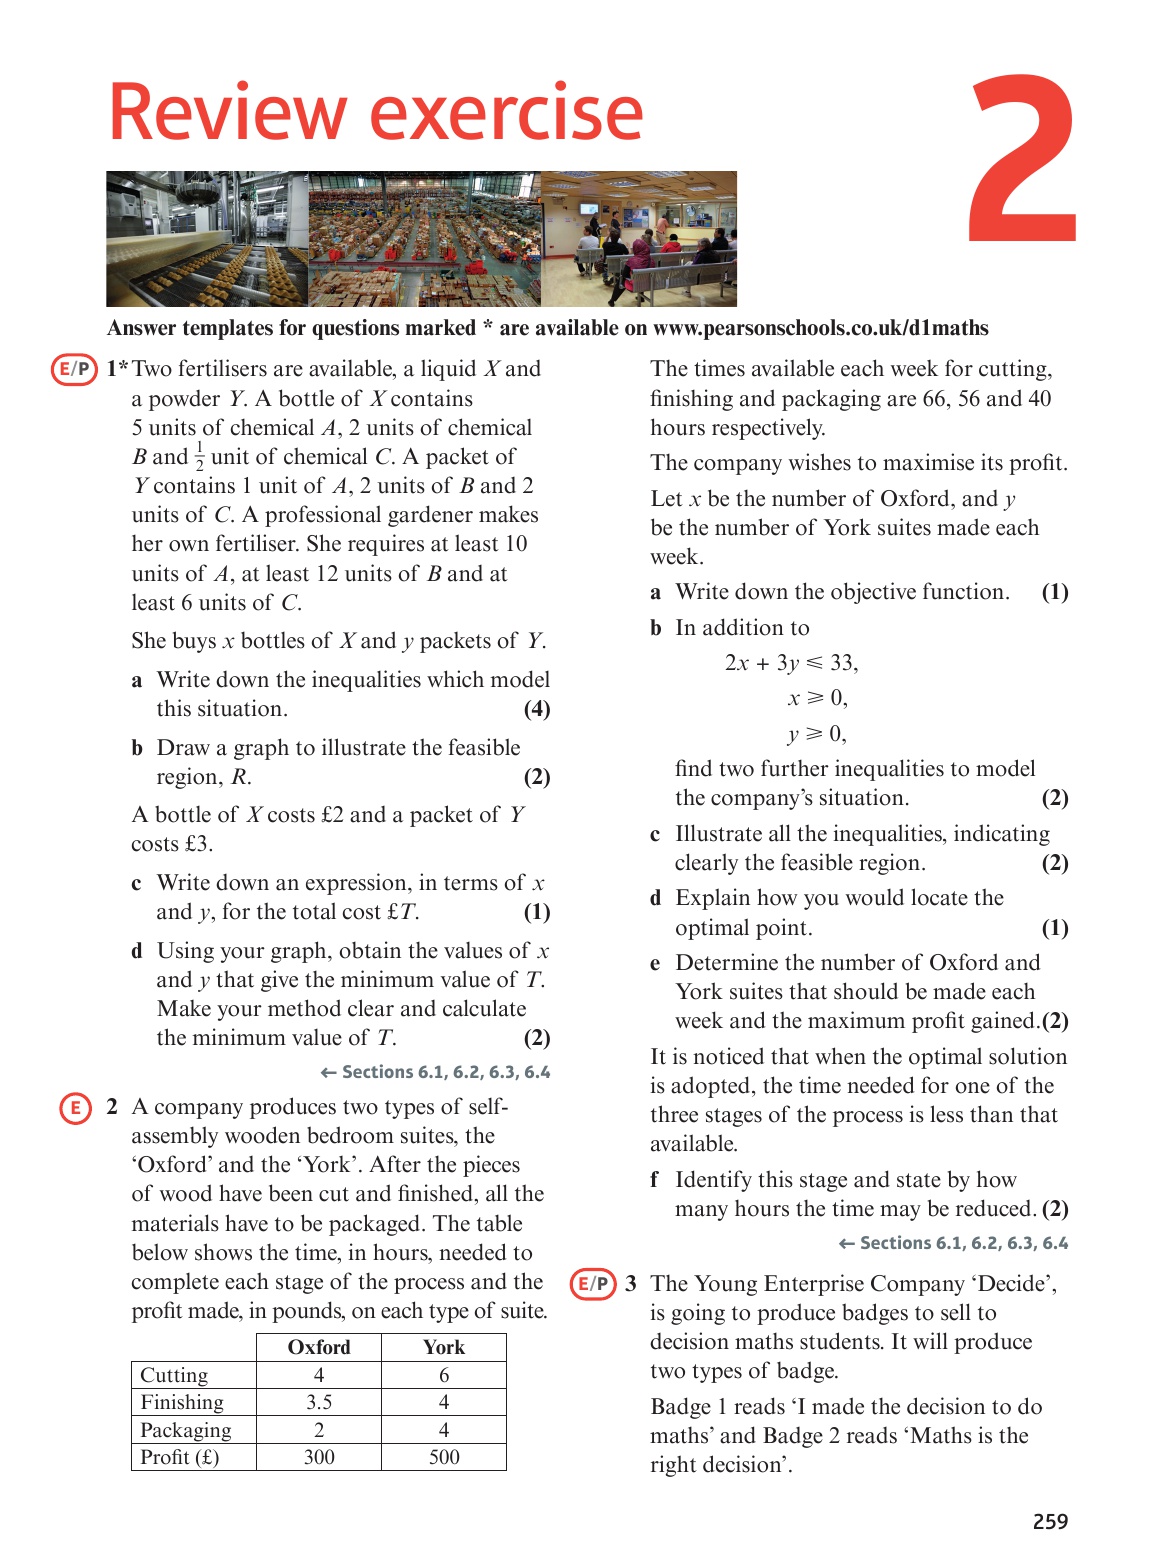 Review exercise
2
Answer templates for questions marked * are available on www.pearsonschools.co.uk/d1maths
E/P 1* Two fertilisers are available, a liquid X and
a powder Y. A bottle of X contains
5 units of chemical A, 2 units of chemical
B and 1/2 unit of chemical C. A packet of
Y contains 1 unit of A, 2 units of B and 2
units of C. A professional gardener makes
her own fertiliser. She requires at least 10
units of A, at least 12 units of B and at
least 6 units of C.
She buys x bottles of X and y packets of Y.
a Write down the inequalities which model
this situation. (4)
b Draw a graph to illustrate the feasible
region, R. (2)
A bottle of X costs £2 and a packet of Y
costs £3.
c Write down an expression, in terms of x
and y, for the total cost £T. (1)
d Using your graph, obtain the values of x
and y that give the minimum value of T.
Make your method clear and calculate
the minimum value of T. (2)
← Sections 6.1, 6.2, 6.3, 6.4
E 2 A company produces two types of self-
assembly wooden bedroom suites, the
‘Oxford’ and the ‘York’. After the pieces
of wood have been cut and finished, all the
materials have to be packaged. The table
below shows the time, in hours, needed to
complete each stage of the process and the
profit made, in pounds, on each type of suite.
Oxford York
Cutting 4 6
Finishing 3.5 4
Packaging 2 4
Profit (£) 300 500
The times available each week for cutting,
finishing and packaging are 66, 56 and 40
hours respectively.
The company wishes to maximise its profit.
Let x be the number of Oxford, and y
be the number of York suites made each
week.
a Write down the objective function. (1)
b In addition to
2x + 3y ⩽ 33,
x ⩾ 0,
y ⩾ 0,
find two further inequalities to model
the company’s situation. (2)
c Illustrate all the inequalities, indicating
clearly the feasible region. (2)
d Explain how you would locate the
optimal point. (1)
e Determine the number of Oxford and
York suites that should be made each
week and the maximum profit gained. (2)
It is noticed that when the optimal solution
is adopted, the time needed for one of the
three stages of the process is less than that
available.
f Identify this stage and state by how
many hours the time may be reduced. (2)
← Sections 6.1, 6.2, 6.3, 6.4
E/P 3 The Young Enterprise Company ‘Decide’,
is going to produce badges to sell to
decision maths students. It will produce
two types of badge.
Badge 1 reads ‘I made the decision to do
maths’ and Badge 2 reads ‘Maths is the
right decision’.
259